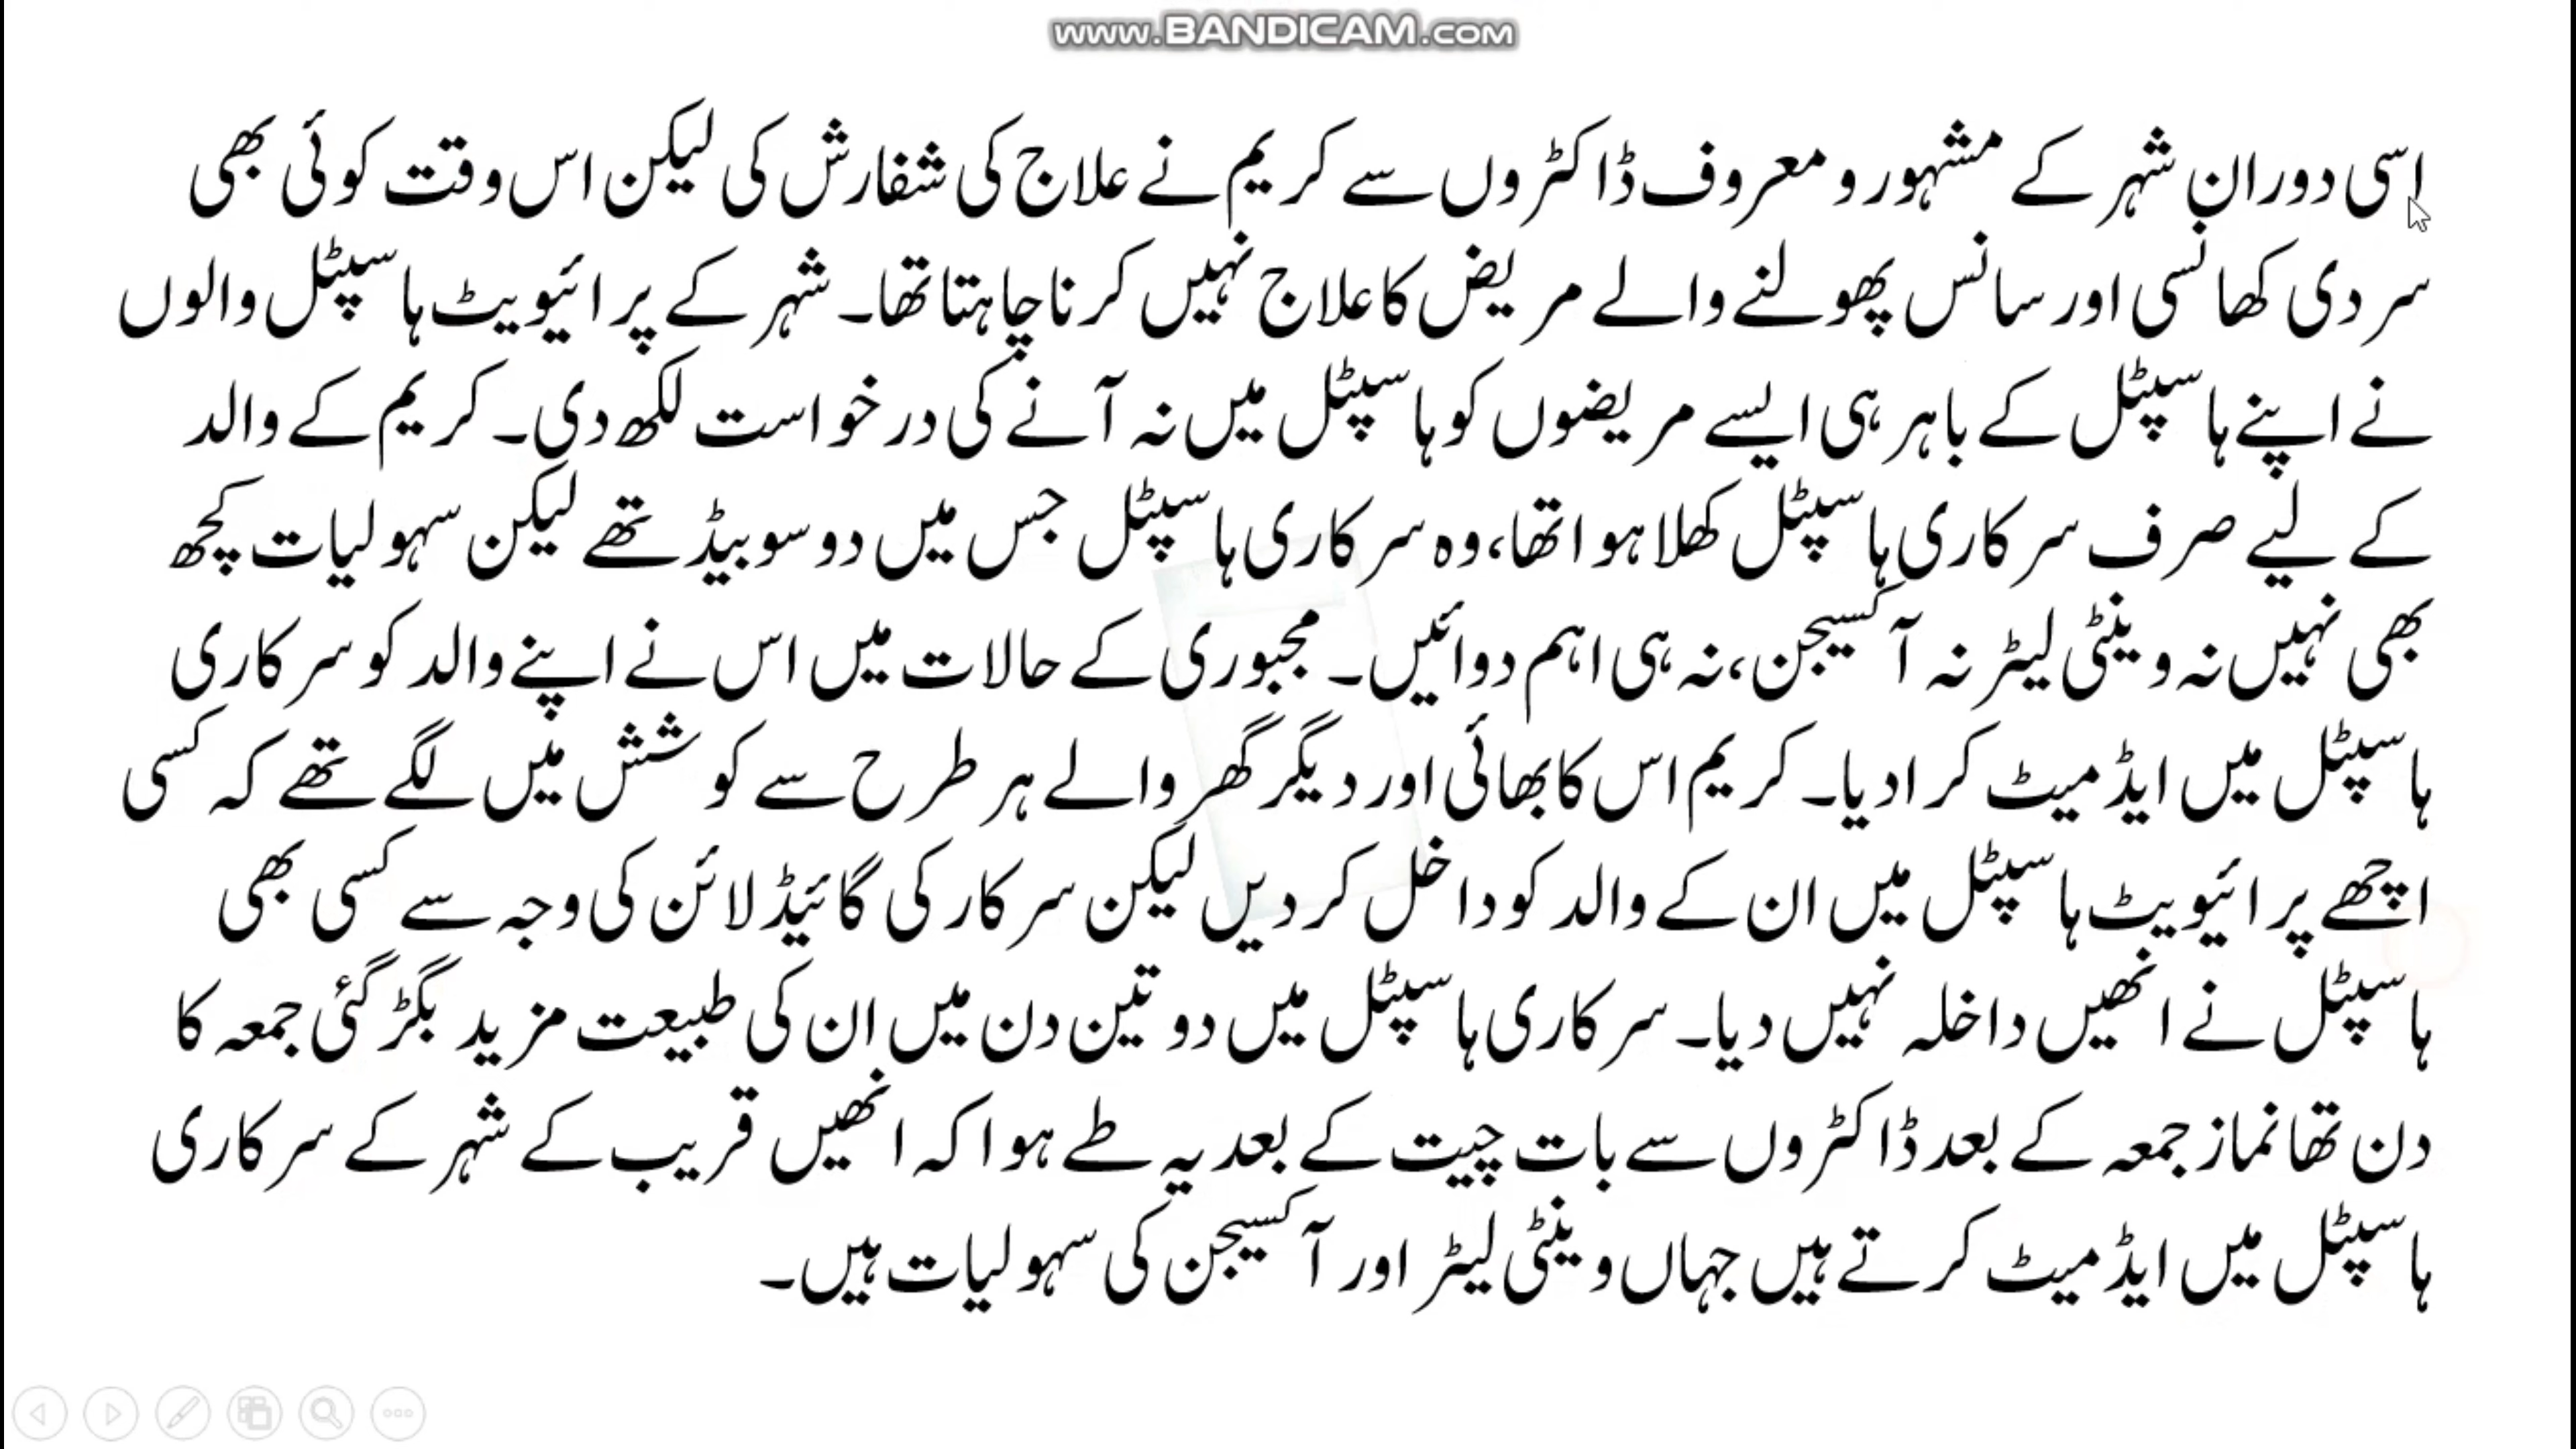 www.BANDICAM.com
اسی دوران شہر کے مشہور و معروف ڈاکٹروں سے کریم نے علاج کی شفارش کی لیکن اس وقت کوئی بھی
سردی کھانسی اور سانس پھولنے والے مریض کا علاج نہیں کرنا چاہتا تھا۔ شہر کے پرائیویٹ ہاسپٹل والوں
نے اپنے ہاسپٹل کے باہر ہی ایسے مریضوں کو ہاسپٹل میں نہ آنے کی درخواست لکھ دی۔ کریم کے والد
کے لیے صرف سرکاری ہاسپٹل کھلا ہوا تھا، وہ سرکاری ہاسپٹل جس میں دو سو بیڈ تھے لیکن سہولیات کچھ
بھی نہیں نہ وینٹی لیٹر نہ آکسیجن، نہ ہی اہم دوائیں۔ مجبوری کے حالات میں اس نے اپنے والد کو سرکاری
ہاسپٹل میں ایڈمیٹ کرادیا۔ کریم اس کا بھائی اور دیگر گھر والے ہر طرح سے کوشش میں لگے تھے کہ کسی
اچھے پرائیویٹ ہاسپٹل میں ان کے والد کو داخل کردیں لیکن سرکار کی گائیڈ لائن کی وجہ سے کسی بھی
ہاسپٹل نے انھیں داخلہ نہیں دیا۔ سرکاری ہاسپٹل میں دو تین دن میں ان کی طبیعت مزید بگڑ گئی جمعہ کا
دن تھا نماز جمعہ کے بعد ڈاکٹروں سے بات چیت کے بعد یہ طے ہوا کہ انھیں قریب کے شہر کے سرکاری
ہاسپٹل میں ایڈمیٹ کرتے ہیں جہاں وینٹی لیٹر اور آکسیجن کی سہولیات ہیں۔